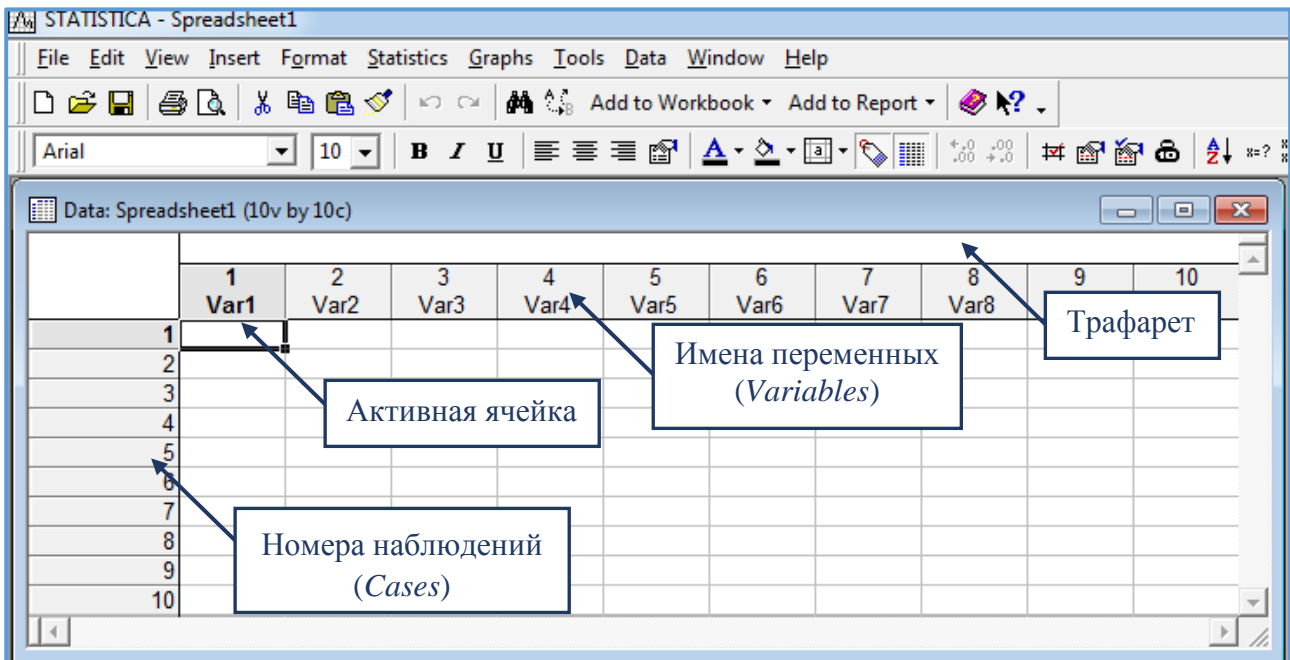 STATISTICA - Spreadsheet1
File Edit View Insert Format Statistics Graphs Tools Data Window Help
Add to Workbook Add to Report
Arial 10 B I U
Data: Spreadsheet1 (10v by 10c)
1 2 3 4 5 6 7 8 9 10
Var1 Var2 Var3 Var4 Var5 Var6 Var7 Var8
Трафарет
1
Имена переменных
(Variables)
2
3
Активная ячейка
4
5
6
7
Номера наблюдений
(Cases)
8
9
10